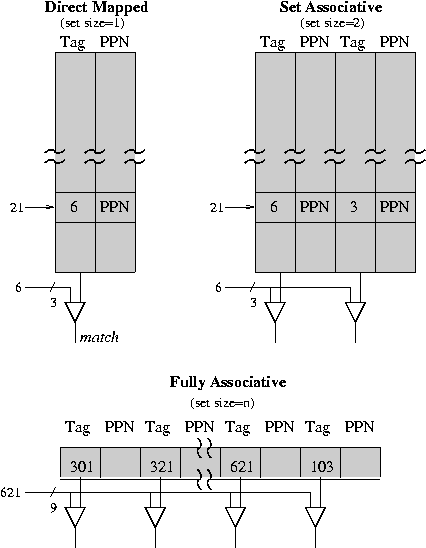 Direct Mapped Set Associative
(set size=1) (set size=2)
Tag PPN Tag PPN Tag PPN
21 6 PPN 21 6 PPN 3 PPN
6 3 6 3
match
Fully Associative
(set size=n)
Tag PPN Tag PPN Tag PPN Tag PPN
301 321 621 103
621 9